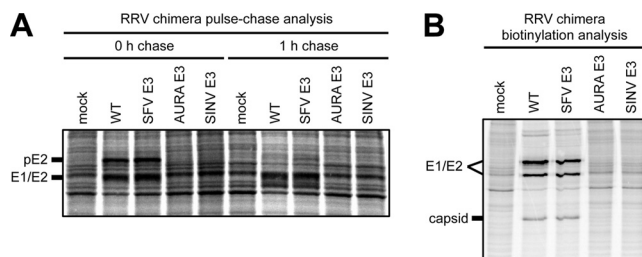 A
RRV chimera pulse-chase analysis
0 h chase
1 h chase
mock
WT
SFV E3
AURA E3
SINV E3
mock
WT
SFV E3
AURA E3
SINV E3
pE2
E1/E2
B
RRV chimera
biotinylation analysis
mock
WT
SFV E3
AURA E3
SINV E3
E1/E2
capsid